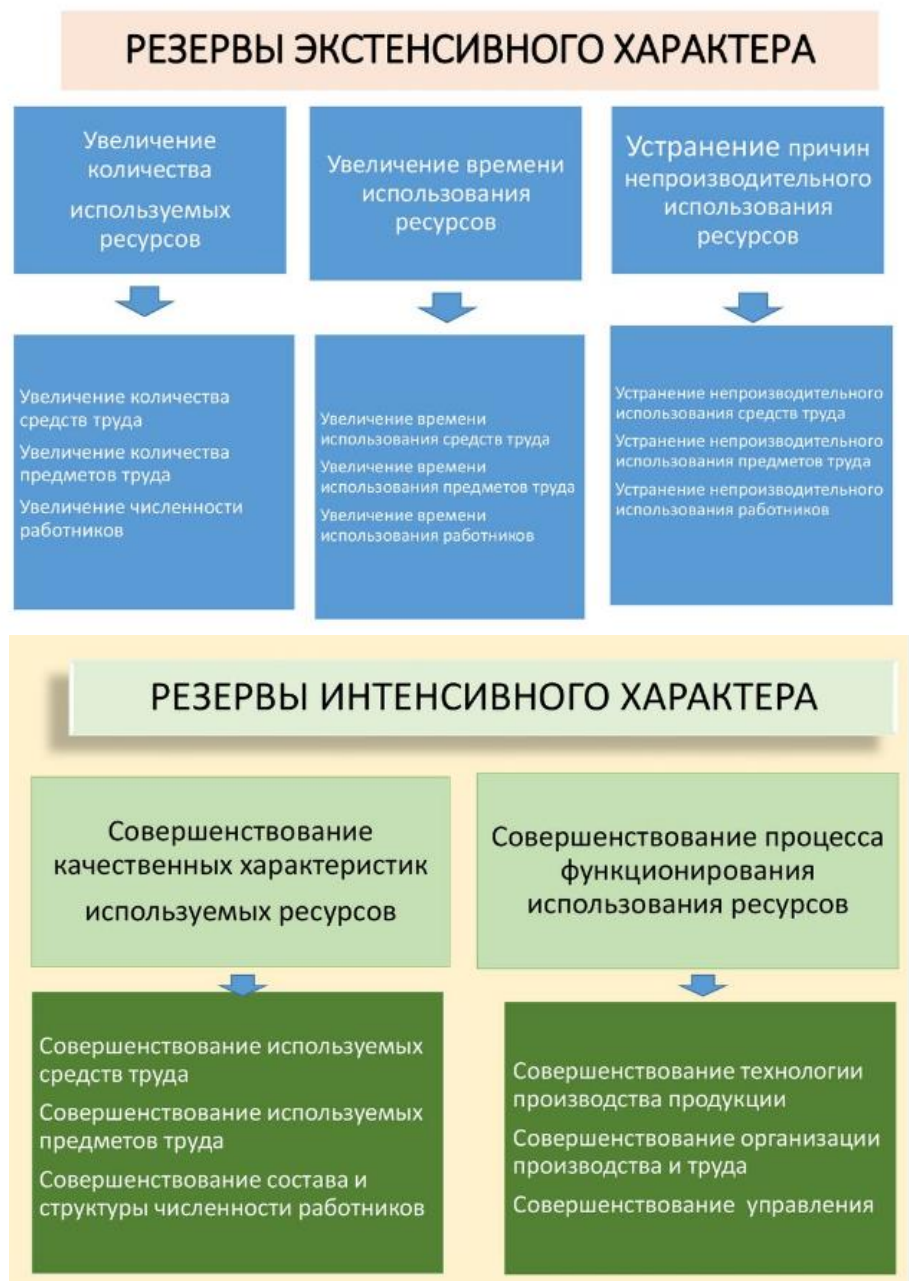 РЕЗЕРВЫ ЭКСТЕНСИВНОГО ХАРАКТЕРА
Увеличение
количества
используемых
ресурсов
Увеличение времени
использования
ресурсов
Устранение причин
непроизводительного
использования
ресурсов
Увеличение количества
средств труда
Увеличение количества
предметов труда
Увеличение численности
работников
Увеличение времени
использования средств труда
Увеличение времени
использования предметов труда
Увеличение времени
использования работников
Устранение непроизводительного
использования средств труда
Устранение непроизводительного
использования предметов труда
Устранение непроизводительного
использования работников
РЕЗЕРВЫ ИНТЕНСИВНОГО ХАРАКТЕРА
Совершенствование
качественных характеристик
используемых ресурсов
Совершенствование процесса
функционирования
использования ресурсов
Совершенствование используемых
средств труда
Совершенствование используемых
предметов труда
Совершенствование состава и
структуры численности работников
Совершенствование технологии
производства продукции
Совершенствование организации
производства и труда
Совершенствование управления